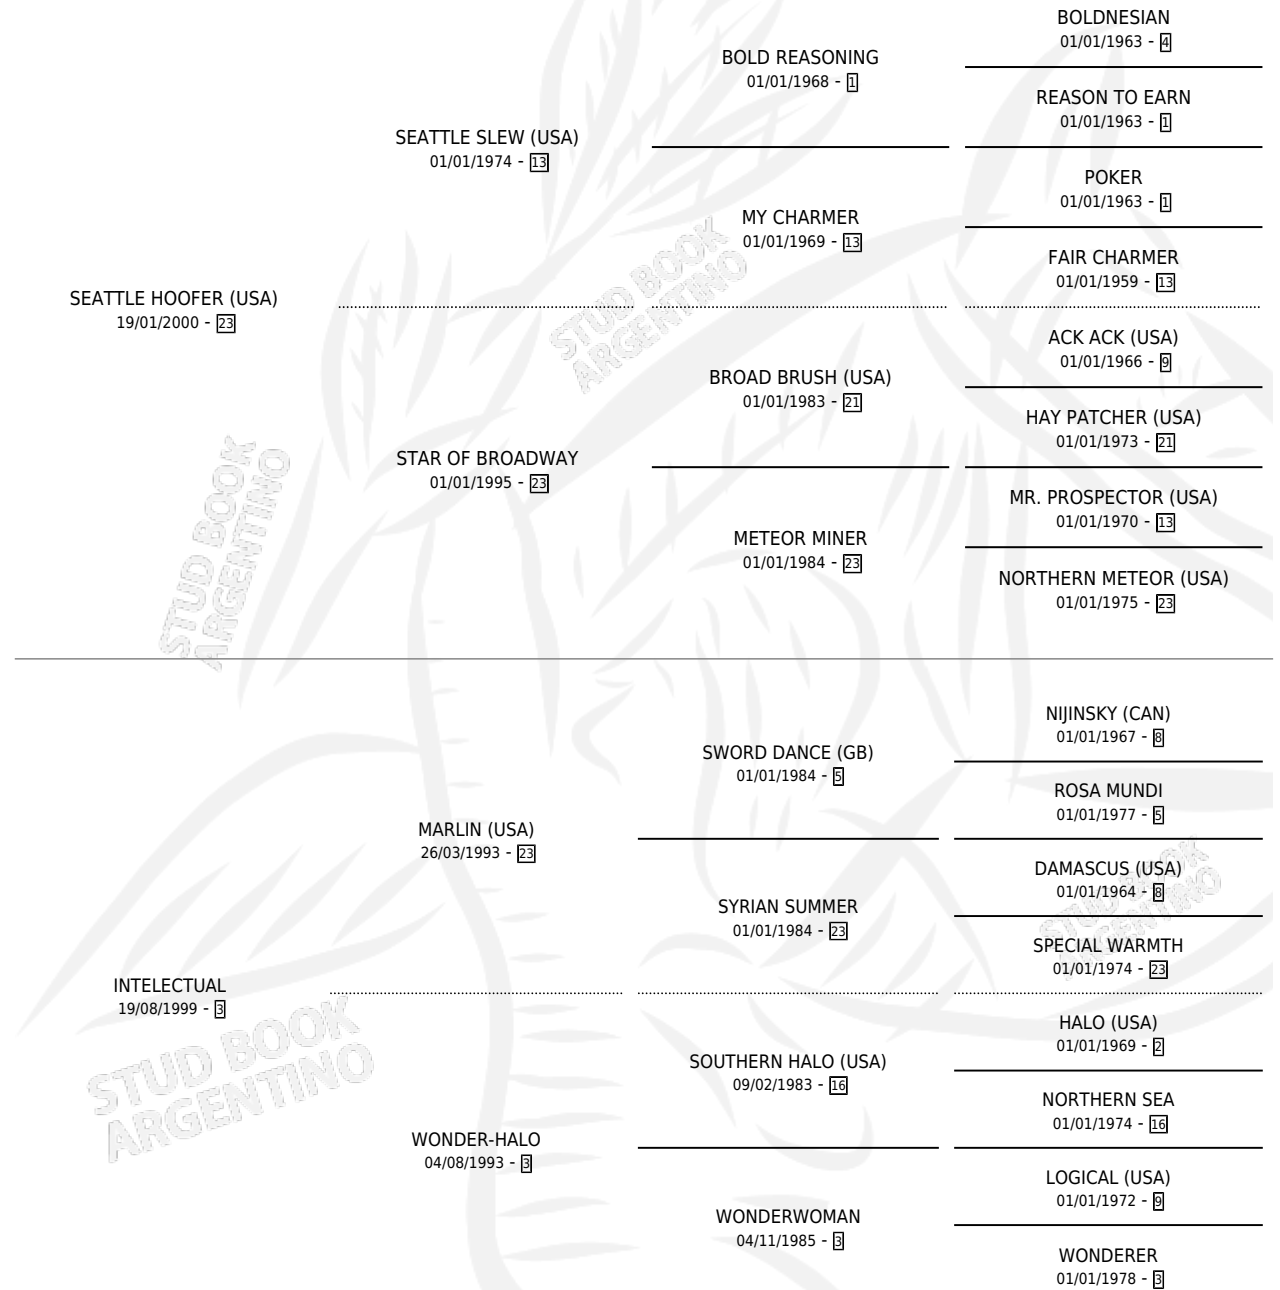 BOLDNESIAN
01/01/1963 - 4
BOLD REASONING
01/01/1968 - 1
REASON TO EARN
01/01/1963 - 1
SEATTLE SLEW (USA)
01/01/1974 - 13
POKER
01/01/1963 - 1
MY CHARMER
01/01/1969 - 13
FAIR CHARMER
01/01/1959 - 13
SEATTLE HOOFER (USA)
19/01/2000 - 23
STUD BOOK
ARGENTINO
ACK ACK (USA)
01/01/1966 - 9
BROAD BRUSH (USA)
01/01/1983 - 21
HAY PATCHER (USA)
01/01/1973 - 21
STAR OF BROADWAY
01/01/1995 - 23
MR. PROSPECTOR (USA)
01/01/1970 - 13
METEOR MINER
01/01/1984 - 23
NORTHERN METEOR (USA)
01/01/1975 - 23
STUD BOOK
ARGENTINO
NIJINSKY (CAN)
01/01/1967 - 8
SWORD DANCE (GB)
01/01/1984 - 5
ROSA MUNDI
01/01/1977 - 5
MARLIN (USA)
26/03/1993 - 23
DAMASCUS (USA)
01/01/1964 - 8
SYRIAN SUMMER
01/01/1984 - 23
STUD BOOK
ARGENTINO
SPECIAL WARMTH
01/01/1974 - 23
INTELECTUAL
19/08/1999 - 3
HALO (USA)
01/01/1969 - 2
SOUTHERN HALO (USA)
09/02/1983 - 16
STUD BOOK
ARGENTINO
NORTHERN SEA
01/01/1974 - 16
WONDER-HALO
04/08/1993 - 3
LOGICAL (USA)
01/01/1972 - 9
WONDERWOMAN
04/11/1985 - 3
WONDERER
01/01/1978 - 3